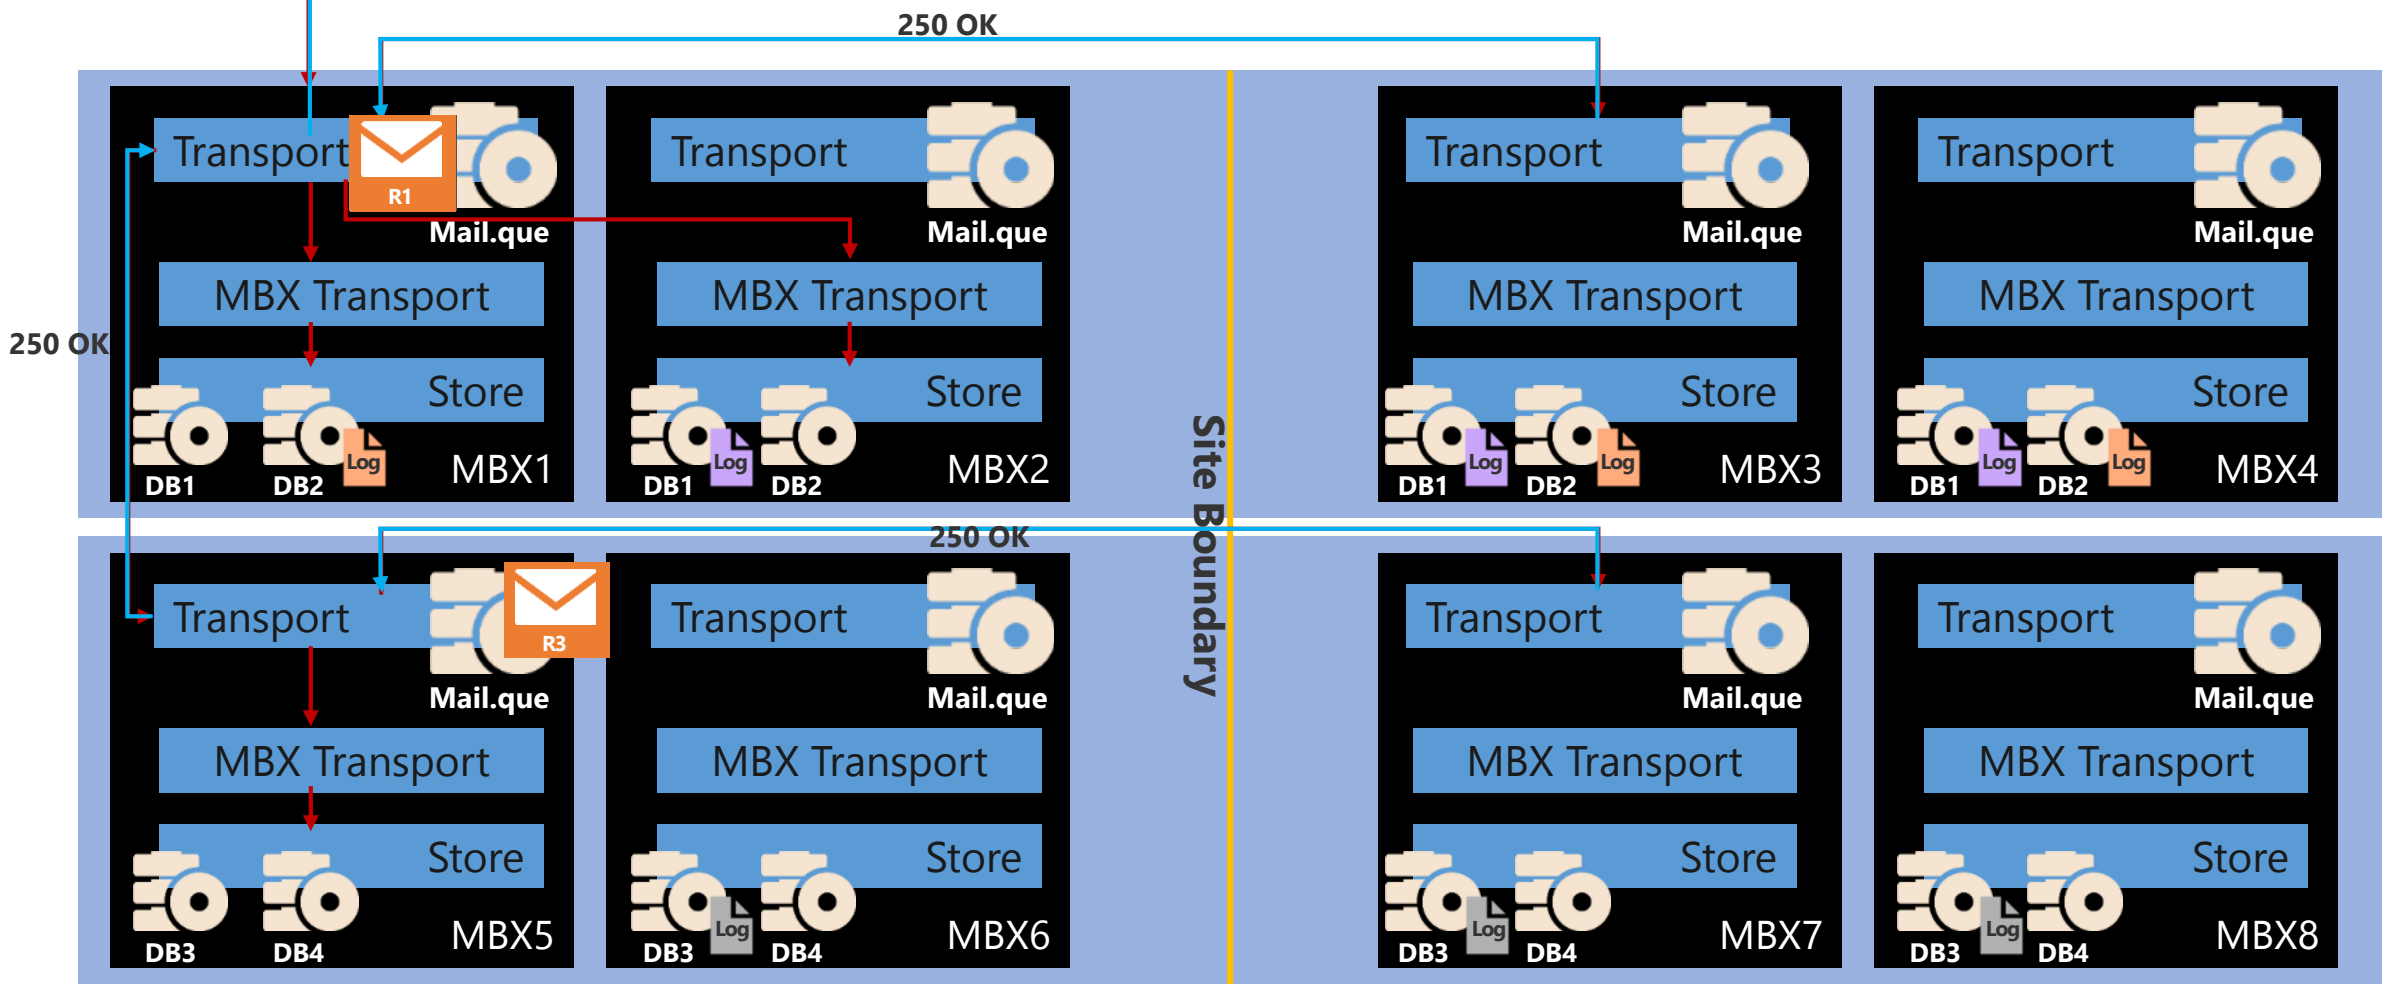 250 OK
Transport
R1
Mail.que
MBX Transport
Store
Log
DB1
DB2
MBX1
Transport
Mail.que
MBX Transport
Store
Log
DB1
DB2
MBX2
Transport
Mail.que
MBX Transport
Store
Log
Log
DB1
DB2
MBX3
Transport
Mail.que
MBX Transport
Store
Log
Log
DB1
DB2
MBX4
250 OK
Site Boundary
250 OK
Transport
R3
Mail.que
MBX Transport
Store
DB3
DB4
MBX5
Transport
Mail.que
MBX Transport
Store
Log
DB3
DB4
MBX6
Transport
Mail.que
MBX Transport
Store
Log
DB3
DB4
MBX7
Transport
Mail.que
MBX Transport
Store
Log
DB3
DB4
MBX8